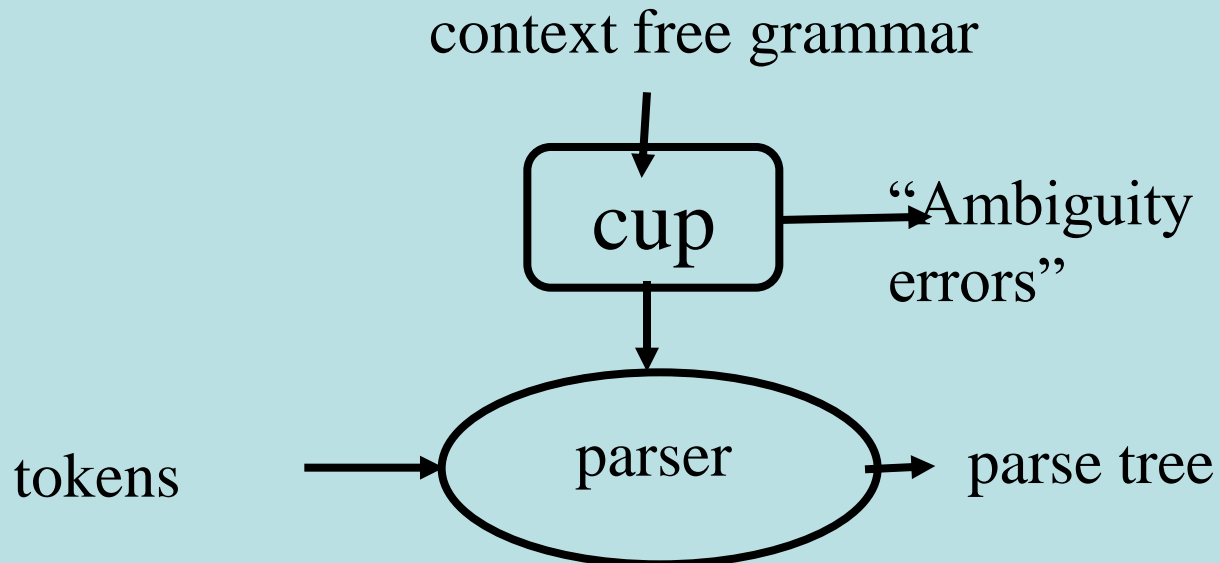 context free grammar
cup
“Ambiguity
errors”
parser
tokens
parse tree